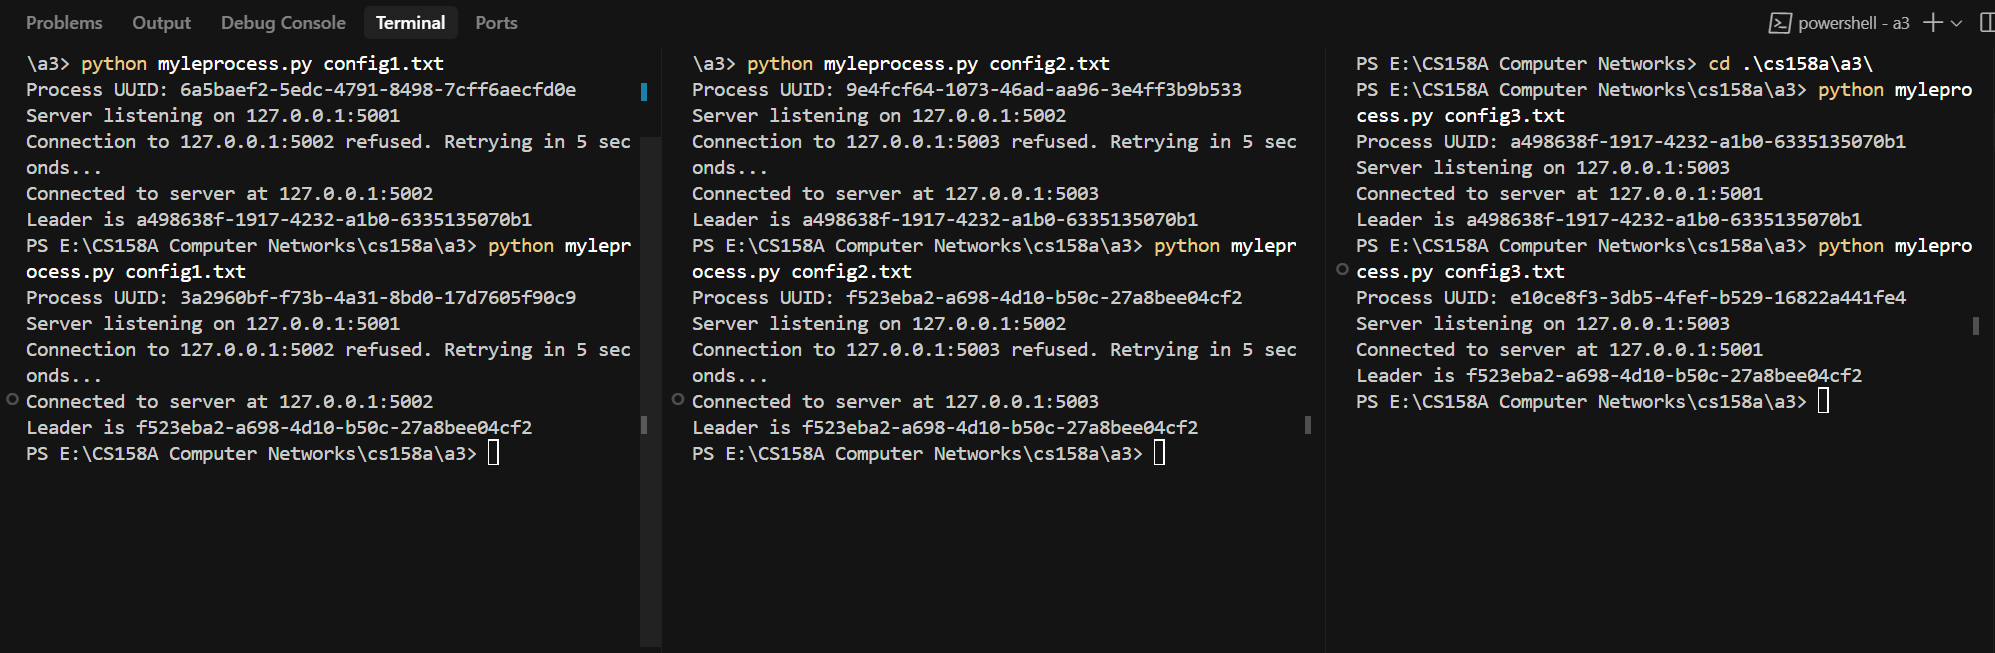 Problems Output Debug Console Terminal Ports powershell - a3
\a3> python myleprocess.py config1.txt
Process UUID: 6a5baef2-5edc-4791-8498-7cff6aecfd0e
Server listening on 127.0.0.1:5001
Connection to 127.0.0.1:5002 refused. Retrying in 5 sec
onds...
Connected to server at 127.0.0.1:5002
Leader is a498638f-1917-4232-a1b0-6335135070b1
PS E:\CS158A Computer Networks\cs158a\a3> python mylepr
ocess.py config1.txt
Process UUID: 3a2960bf-f73b-4a31-8bd0-17d7605f90c9
Server listening on 127.0.0.1:5001
Connection to 127.0.0.1:5002 refused. Retrying in 5 sec
onds...
Connected to server at 127.0.0.1:5002
Leader is f523eba2-a698-4d10-b50c-27a8bee04cf2
PS E:\CS158A Computer Networks\cs158a\a3>
\a3> python myleprocess.py config2.txt
Process UUID: 9e4fcf64-1073-46ad-aa96-3e4ff3b9b533
Server listening on 127.0.0.1:5002
Connection to 127.0.0.1:5003 refused. Retrying in 5 sec
onds...
Connected to server at 127.0.0.1:5003
Leader is a498638f-1917-4232-a1b0-6335135070b1
PS E:\CS158A Computer Networks\cs158a\a3> python mylepr
ocess.py config2.txt
Process UUID: f523eba2-a698-4d10-b50c-27a8bee04cf2
Server listening on 127.0.0.1:5002
Connection to 127.0.0.1:5003 refused. Retrying in 5 sec
onds...
Connected to server at 127.0.0.1:5003
Leader is f523eba2-a698-4d10-b50c-27a8bee04cf2
PS E:\CS158A Computer Networks\cs158a\a3>
PS E:\CS158A Computer Networks> cd .\cs158a\a3\
PS E:\CS158A Computer Networks\cs158a\a3> python mylepro
cess.py config3.txt
Process UUID: a498638f-1917-4232-a1b0-6335135070b1
Server listening on 127.0.0.1:5003
Connected to server at 127.0.0.1:5001
Leader is a498638f-1917-4232-a1b0-6335135070b1
PS E:\CS158A Computer Networks\cs158a\a3> python mylepro
cess.py config3.txt
Process UUID: e10ce8f3-3db5-4fef-b529-16822a441fe4
Server listening on 127.0.0.1:5003
Connected to server at 127.0.0.1:5001
Leader is f523eba2-a698-4d10-b50c-27a8bee04cf2
PS E:\CS158A Computer Networks\cs158a\a3>